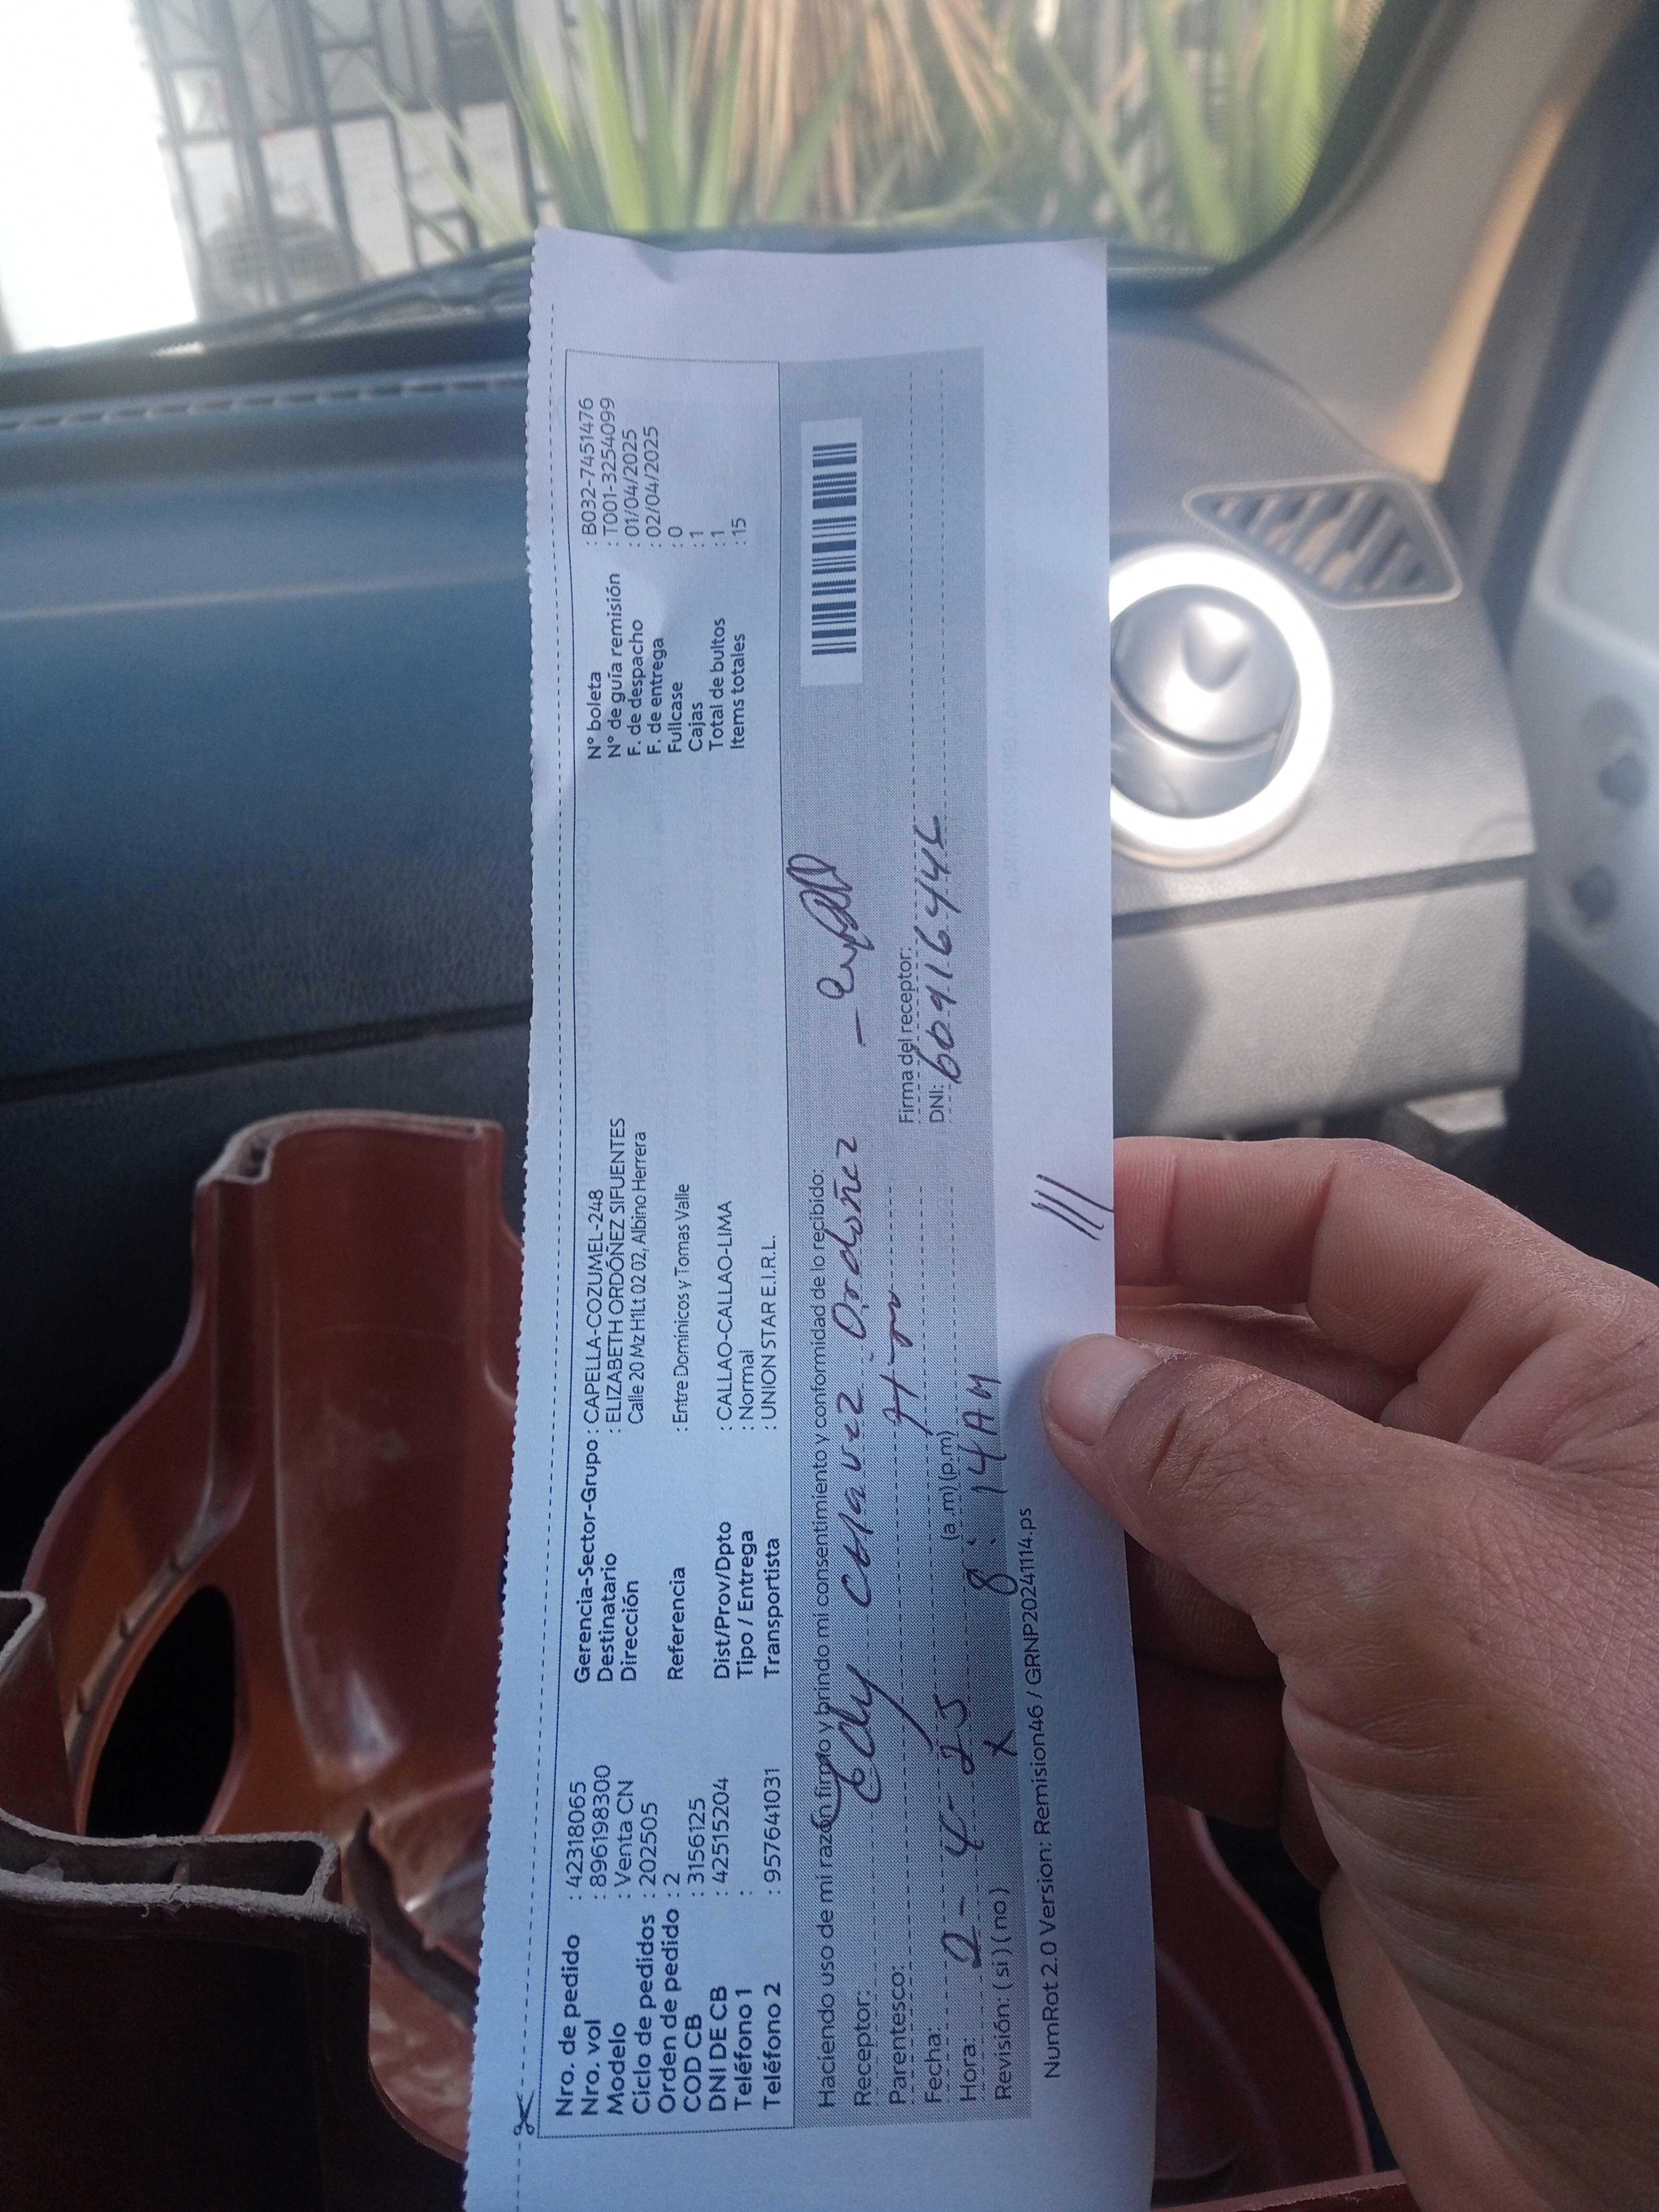 Nro. de pedido : 42318065
Nro. vol : 896198300
Modelo : Venta CN
Ciclo de pedidos : 202505
Orden de pedido : 2
COD CB : 3156125
DNI DE CB : 42515204
Teléfono 1 :
Teléfono 2 : 957641031
Gerencia-Sector-Grupo : CAPELLA-COZUMEL-248
Destinatario : ELIZABETH ORDÓÑEZ SIFUENTES
Dirección Calle 20 Mz H1Lt 02 02, Albino Herrera
Referencia : Entre Dominicos y Tomas Valle
Dist/Prov/Dpto : CALLAO-CALLAO-LIMA
Tipo / Entrega : Normal
Transportista : UNION STAR E.I.R.L.
N° boleta : B032-7451476
N° de guía remisión : T001-3254099
F. de despacho : 01/04/2025
F. de entrega : 02/04/2025
Fullcase : 0
Cajas : 1
Total de bultos : 1
Items totales : 15
Haciendo uso de mi razón firmo y brindo mi consentimiento y conformidad de lo recibido:
Receptor: Edy CHavez Ordoñez
Parentesco:
Fecha: 2-4-25
Hora: 8:14 AM (a.m) (p.m)
Revisión: ( si ) ( no ) x
Firma del receptor:
DNI:
NumRot 2.0 Version: Remision46 / GRNP20241114.ps